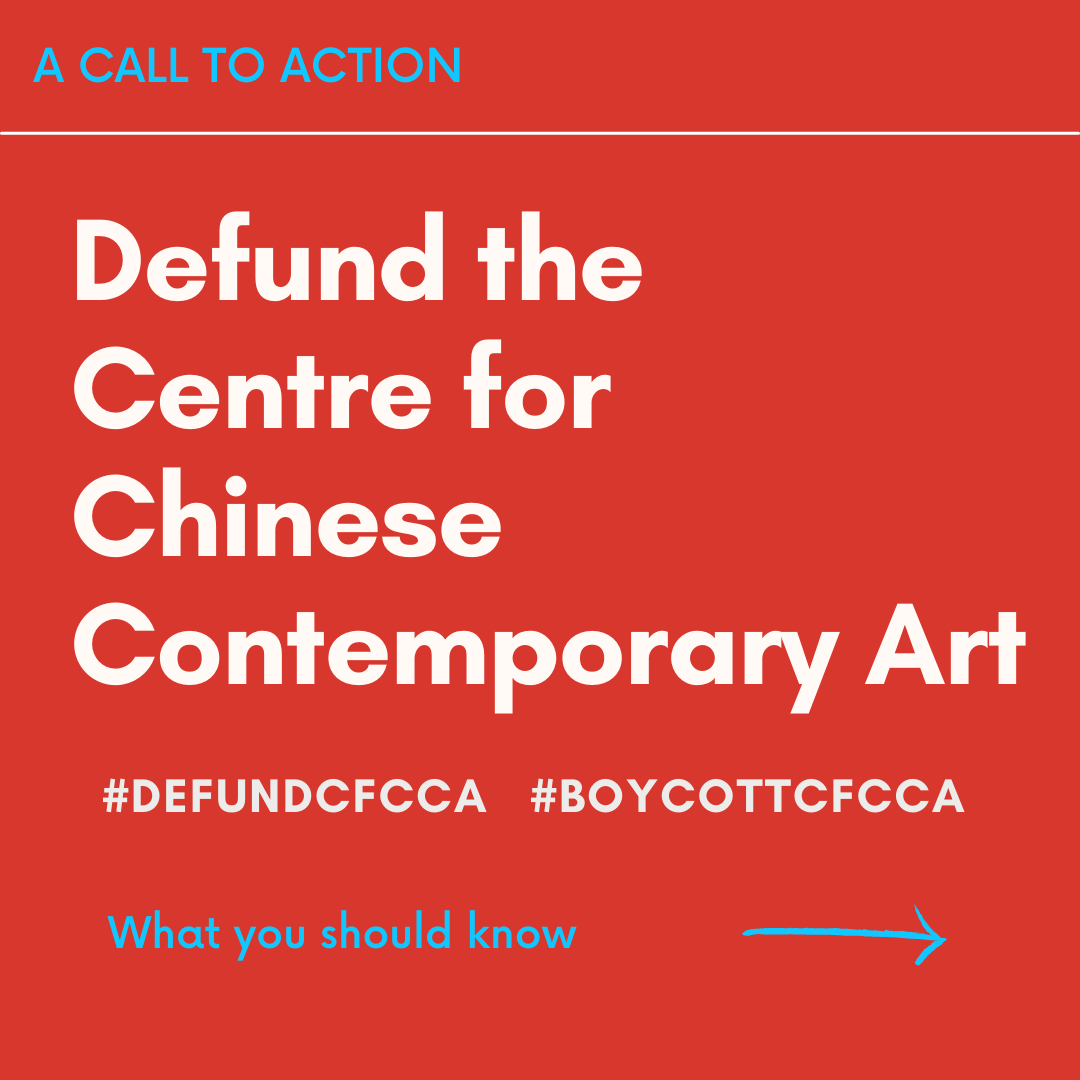 A CALL TO ACTION
Defund the
Centre for
Chinese
Contemporary Art
#DEFUNDCFCCA #BOYCOTTCFCCA
What you should know